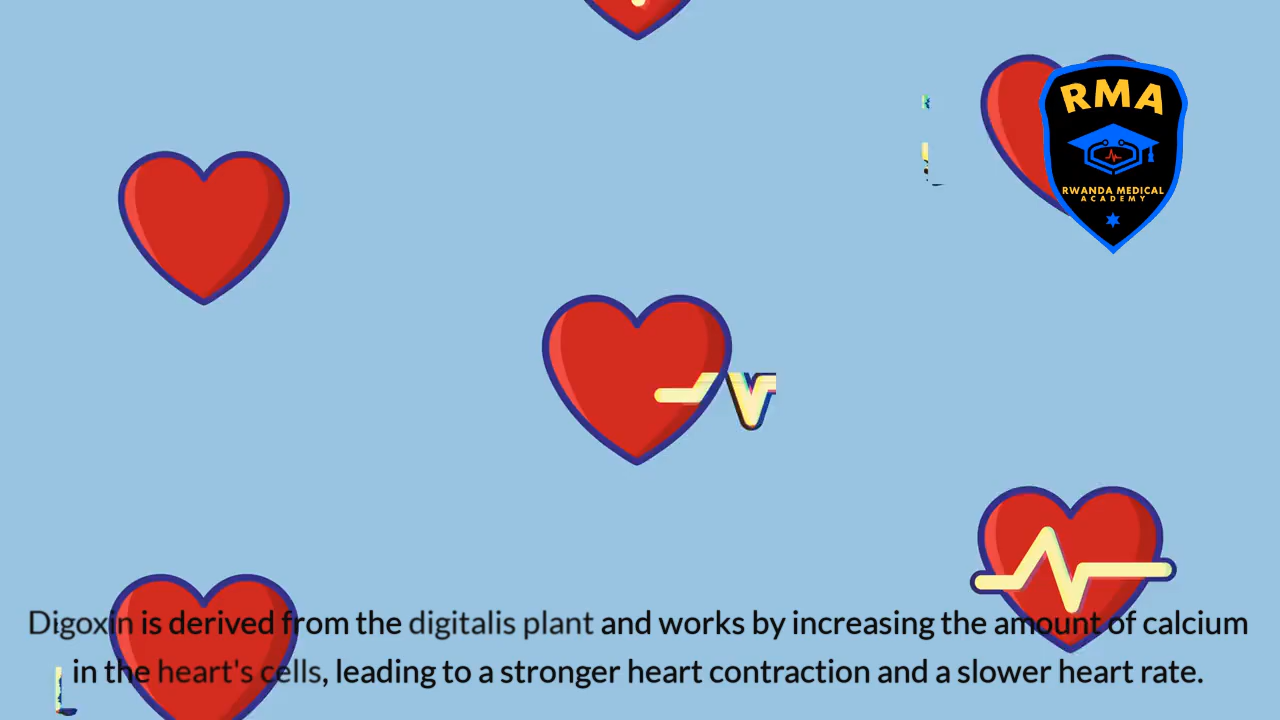 RMA
RWANDA MEDICAL
ACADEMY
Digoxin is derived from the digitalis plant and works by increasing the amount of calcium
in the heart's cells, leading to a stronger heart contraction and a slower heart rate.